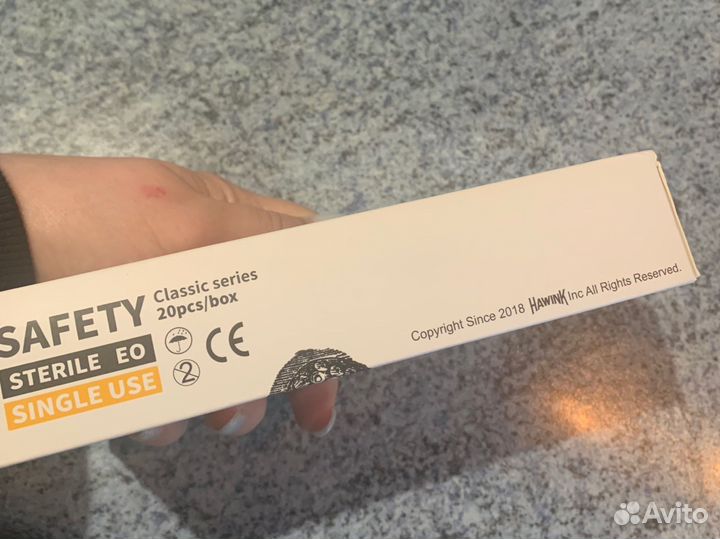 SAFETY
Classic series
20pcs/box
STERILE EO
SINGLE USE
CE
2
Copyright Since 2018 HAWINK Inc All Rights Reserved.
Avito